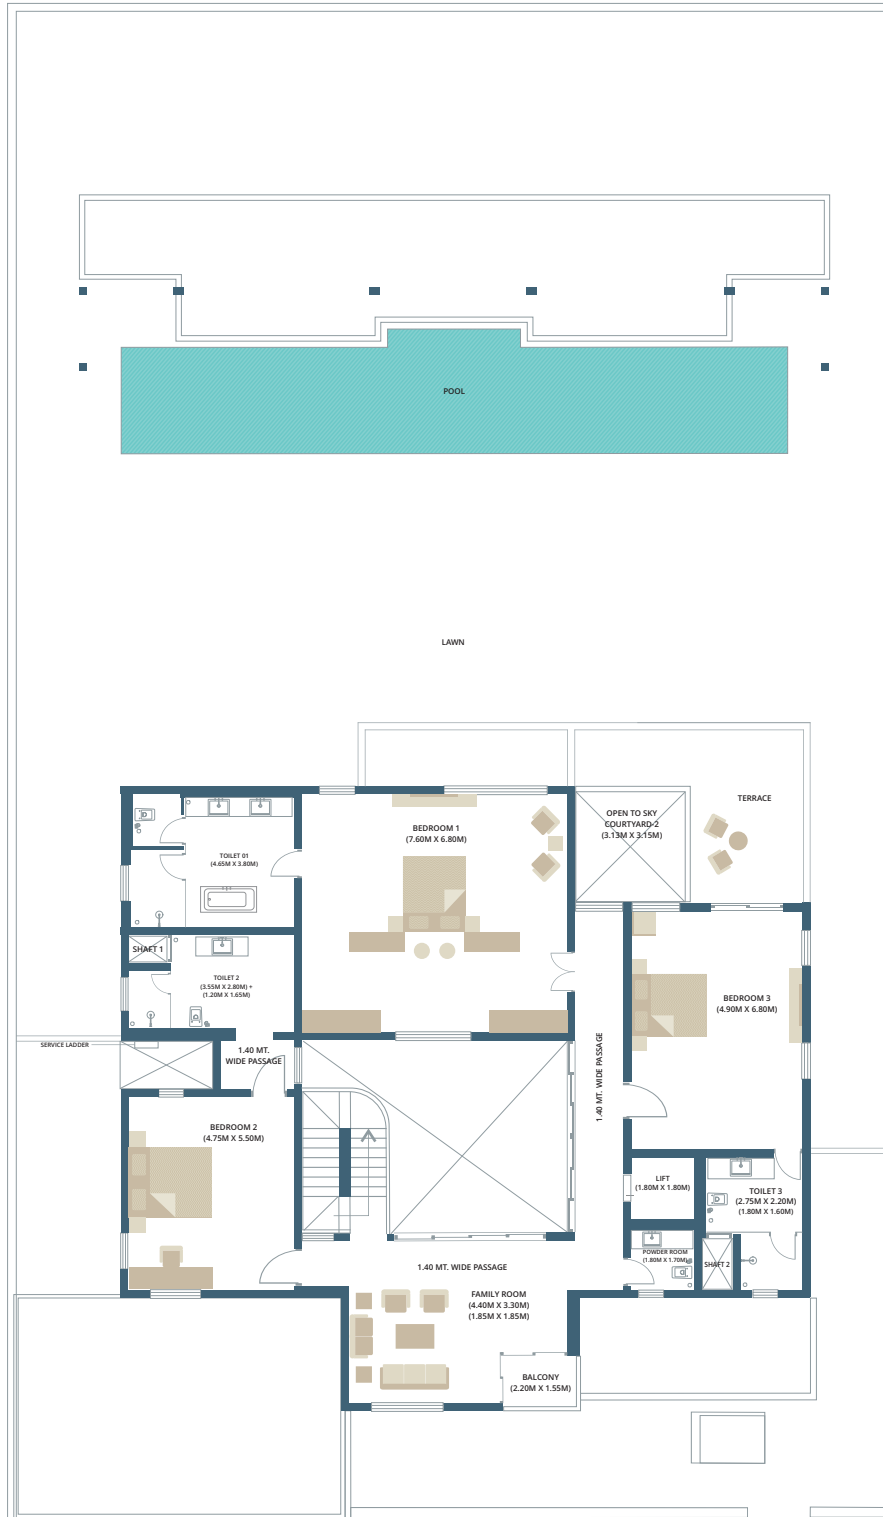 POOL
LAWN
TERRACE
OPEN TO SKY
COURTYARD-2
(3.13M X 3.15M)
BEDROOM 1
(7.60M X 6.80M)
TOILET 01
(4.65M X 3.80M)
SHAFT 1
TOILET 2
(3.55M X 2.80M) +
(1.20M X 1.65M)
BEDROOM 3
(4.90M X 6.80M)
SERVICE LADDER
1.40 MT.
WIDE PASSAGE
1.40 MT. WIDE PASSAGE
BEDROOM 2
(4.75M X 5.50M)
LIFT
(1.80M X 1.80M)
TOILET 3
(2.75M X 2.20M)
(1.80M X 1.60M)
POWDER ROOM
(1.80M X 1.70M)
SHAFT 2
1.40 MT. WIDE PASSAGE
FAMILY ROOM
(4.40M X 3.30M)
(1.85M X 1.85M)
BALCONY
(2.20M X 1.55M)